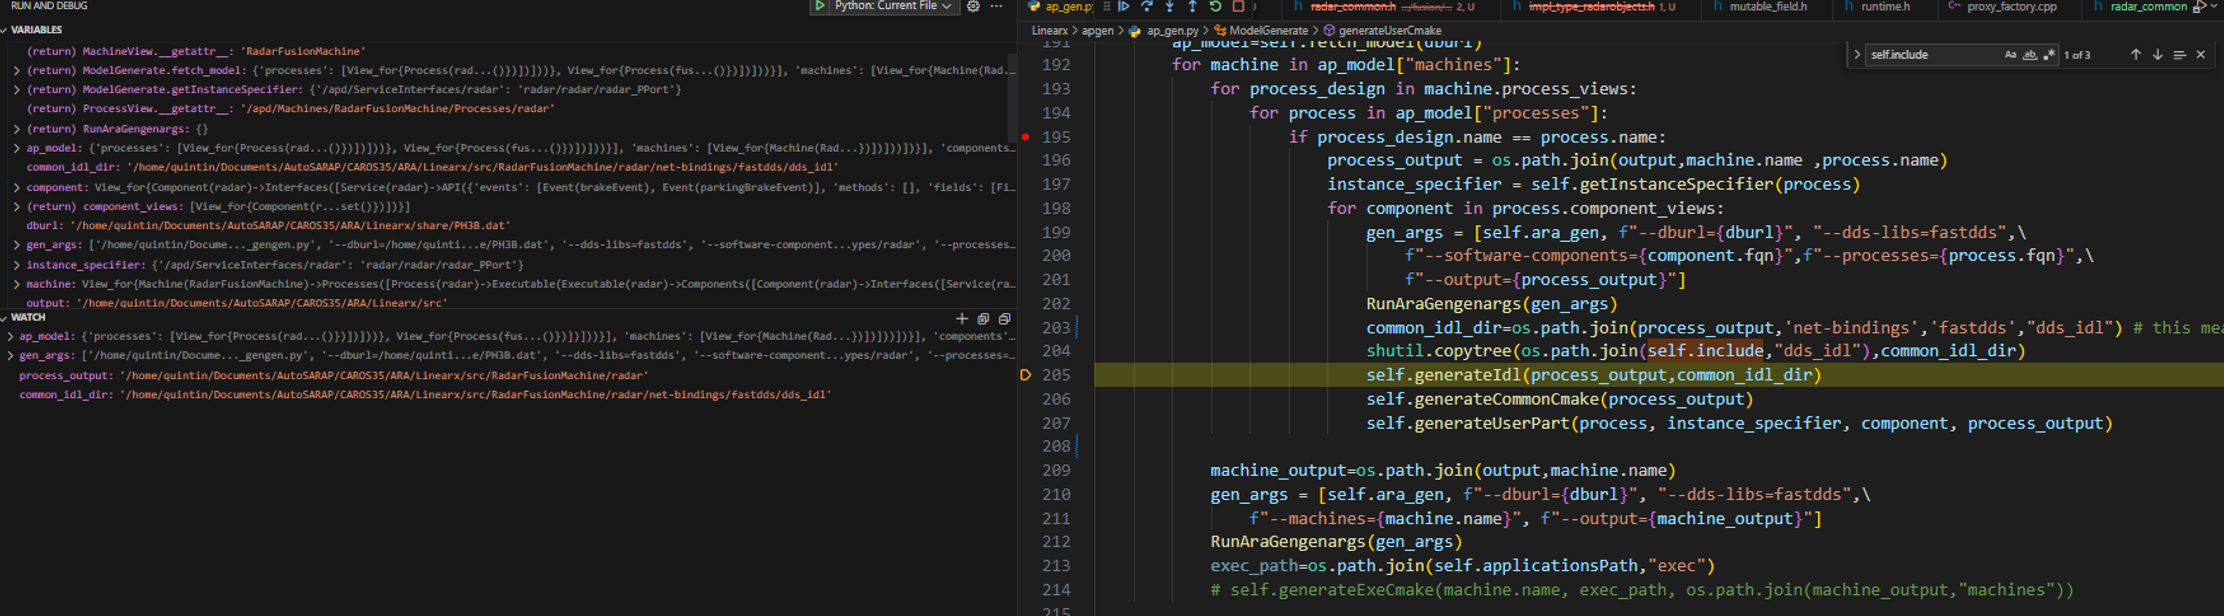 RUN AND DEBUG
Python: Current File
VARIABLES
(return) MachineView.__getattr__: 'RadarFusionMachine'
(return) ModelGenerate.fetch_model: {'processes': [View_for{Process(rad...()})])})}, View_for{Process(fus...()})])})}], 'machines': [View_for{Machine(Rad...
(return) ModelGenerate.getInstanceSpecifier: {'/apd/ServiceInterfaces/radar': 'radar/radar/radar_PPort'}
(return) ProcessView.__getattr__: '/apd/Machines/RadarFusionMachine/Processes/radar'
(return) RunAraGengenargs: {}
ap_model: {'processes': [View_for{Process(rad...()})])})}, View_for{Process(fus...()})])})}], 'machines': [View_for{Machine(Rad...})])})])})}], 'components...
common_idl_dir: '/home/quintin/Documents/AutoSARAP/CAROS35/ARA/Linearx/src/RadarFusionMachine/radar/net-bindings/fastdds/dds_idl'
component: View_for{Component(radar)->Interfaces([Service(radar)->API({'events': [Event(brakeEvent), Event(parkingBrakeEvent)], 'methods': [], 'fields': [Fi...
(return) component_views: [View_for{Component(r...set()})])}]
dburl: '/home/quintin/Documents/AutoSARAP/CAROS35/ARA/Linearx/share/PH3B.dat'
gen_args: ['/home/quintin/Docume..._gengen.py', '--dburl=/home/quinti...e/PH3B.dat', '--dds-libs=fastdds', '--software-component...ypes/radar', '--processes=...
instance_specifier: {'/apd/ServiceInterfaces/radar': 'radar/radar/radar_PPort'}
machine: View_for{Machine(RadarFusionMachine)->Processes([Process(radar)->Executable(Executable(radar)->Components([Component(radar)->Interfaces([Service(ra...
output: '/home/quintin/Documents/AutoSARAP/CAROS35/ARA/Linearx/src'
WATCH
ap_model: {'processes': [View_for{Process(rad...()})])})}, View_for{Process(fus...()})])})}], 'machines': [View_for{Machine(Rad...})])})])})}], 'components'...
gen_args: ['/home/quintin/Docume..._gengen.py', '--dburl=/home/quinti...e/PH3B.dat', '--dds-libs=fastdds', '--software-component...ypes/radar', '--processes=...
process_output: '/home/quintin/Documents/AutoSARAP/CAROS35/ARA/Linearx/src/RadarFusionMachine/radar'
common_idl_dir: '/home/quintin/Documents/AutoSARAP/CAROS35/ARA/Linearx/src/RadarFusionMachine/radar/net-bindings/fastdds/dds_idl'
ap_gen.py radar_common.h .../fusion/... 2, U impl_type_radarobjects.h 1, U mutable_field.h runtime.h proxy_factory.cpp radar_common
Linearx > apgen > ap_gen.py > ModelGenerate > generateUserCmake
self.include Aa ab 1 of 3
191 ap_model=self.fetch_model(dburl)
192 for machine in ap_model["machines"]:
193 for process_design in machine.process_views:
194 for process in ap_model["processes"]:
195 if process_design.name == process.name:
196 process_output = os.path.join(output,machine.name ,process.name)
197 instance_specifier = self.getInstanceSpecifier(process)
198 for component in process.component_views:
199 gen_args = [self.ara_gen, f"--dburl={dburl}", "--dds-libs=fastdds",\
200 f"--software-components={component.fqn}",f"--processes={process.fqn}",\
201 f"--output={process_output}"]
202 RunAraGengenargs(gen_args)
203 common_idl_dir=os.path.join(process_output,'net-bindings','fastdds',"dds_idl") # this mea
204 shutil.copytree(os.path.join(self.include,"dds_idl"),common_idl_dir)
205 self.generateIdl(process_output,common_idl_dir)
206 self.generateCommonCmake(process_output)
207 self.generateUserPart(process, instance_specifier, component, process_output)
208
209 machine_output=os.path.join(output,machine.name)
210 gen_args = [self.ara_gen, f"--dburl={dburl}", "--dds-libs=fastdds",\
211 f"--machines={machine.name}", f"--output={machine_output}"]
212 RunAraGengenargs(gen_args)
213 exec_path=os.path.join(self.applicationsPath,"exec")
214 # self.generateExeCmake(machine.name, exec_path, os.path.join(machine_output,"machines"))
215